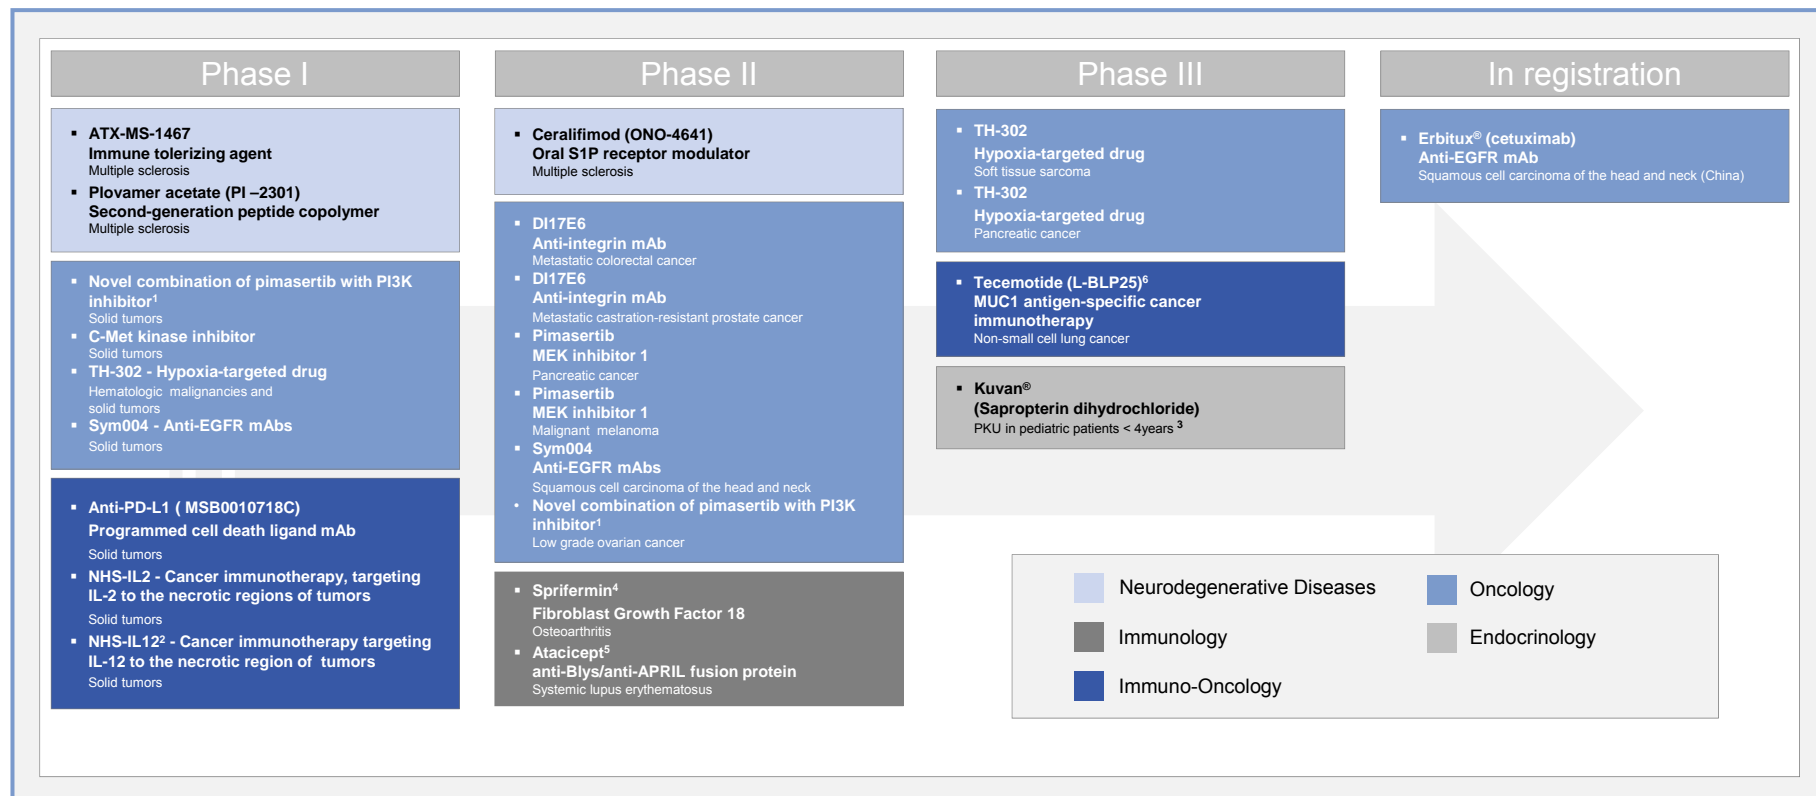 Phase I
ATX-MS-1467
Immune tolerizing agent
Multiple sclerosis
Plovamer acetate (PI –2301)
Second-generation peptide copolymer
Multiple sclerosis
Novel combination of pimasertib with PI3K
inhibitor¹
Solid tumors
C-Met kinase inhibitor
Solid tumors
TH-302 - Hypoxia-targeted drug
Hematologic malignancies and
solid tumors
Sym004 - Anti-EGFR mAbs
Solid tumors
Anti-PD-L1 ( MSB0010718C)
Programmed cell death ligand mAb
Solid tumors
NHS-IL2 - Cancer immunotherapy, targeting
IL-2 to the necrotic regions of tumors
Solid tumors
NHS-IL12² - Cancer immunotherapy targeting
IL-12 to the necrotic region of tumors
Solid tumors
Phase II
Ceralifimod (ONO-4641)
Oral S1P receptor modulator
Multiple sclerosis
DI17E6
Anti-integrin mAb
Metastatic colorectal cancer
DI17E6
Anti-integrin mAb
Metastatic castration-resistant prostate cancer
Pimasertib
MEK inhibitor 1
Pancreatic cancer
Pimasertib
MEK inhibitor 1
Malignant melanoma
Sym004
Anti-EGFR mAbs
Squamous cell carcinoma of the head and neck
Novel combination of pimasertib with PI3K
inhibitor¹
Low grade ovarian cancer
Sprifermin⁴
Fibroblast Growth Factor 18
Osteoarthritis
Atacicept⁵
anti-Blys/anti-APRIL fusion protein
Systemic lupus erythematosus
Phase III
TH-302
Hypoxia-targeted drug
Soft tissue sarcoma
TH-302
Hypoxia-targeted drug
Pancreatic cancer
Tecemotide (L-BLP25)⁶
MUC1 antigen-specific cancer
immunotherapy
Non-small cell lung cancer
Kuvan®
(Sapropterin dihydrochloride)
PKU in pediatric patients < 4years ³
In registration
Erbitux® (cetuximab)
Anti-EGFR mAb
Squamous cell carcinoma of the head and neck (China)
Neurodegenerative Diseases
Oncology
Immunology
Endocrinology
Immuno-Oncology